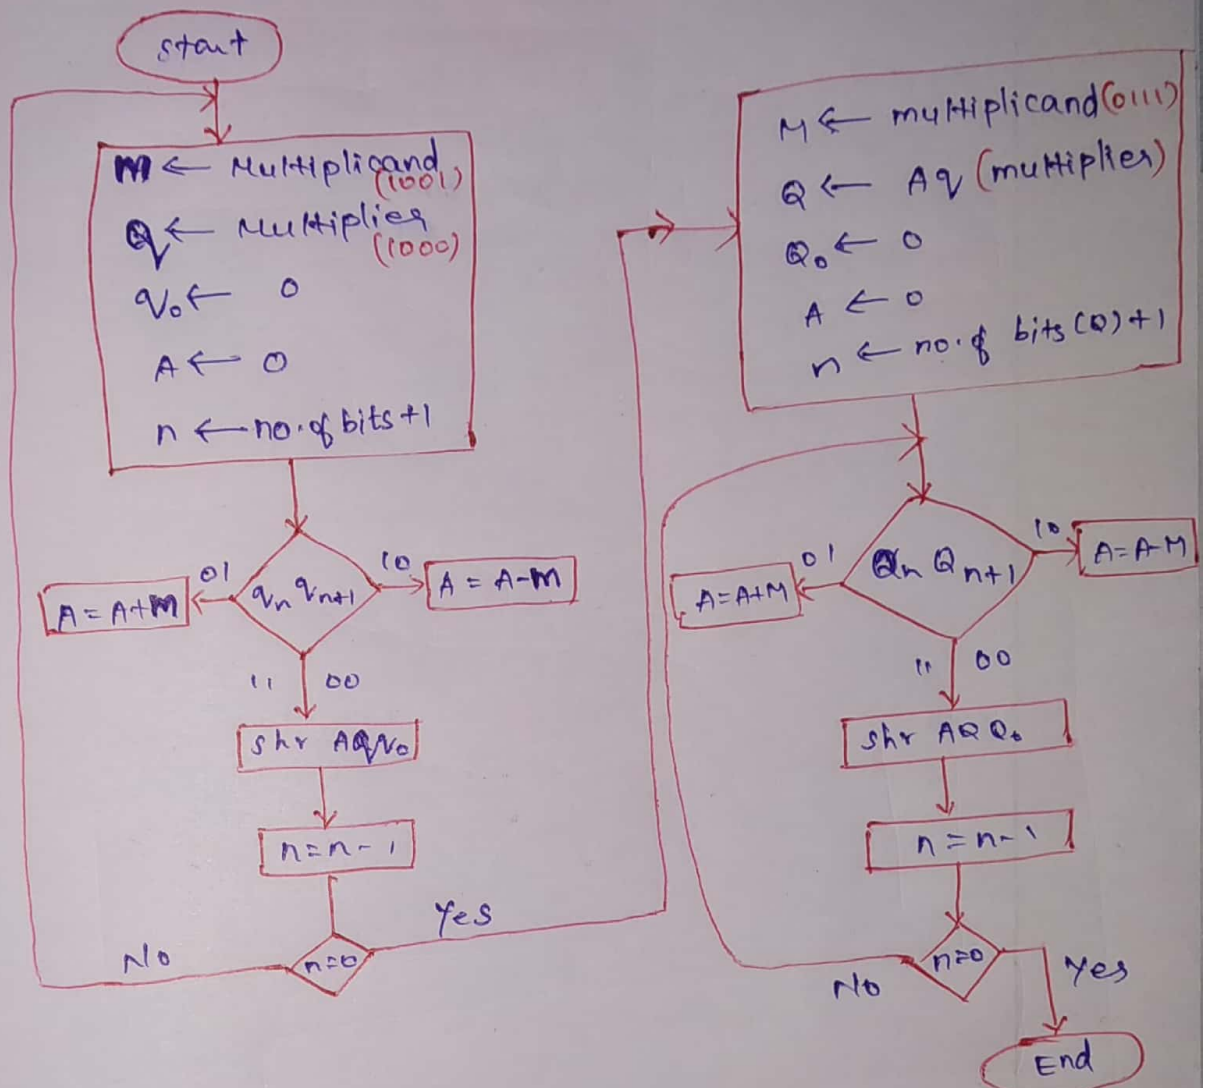 start
M ← Multiplicand
(1001)
Q ← Multiplier
(1000)
q₀ ← 0
A ← 0
n ← no. of bits +1
qₙ qₙ₊₁
01
A = A+M
10
A = A-M
11 00
shr AQq₀
n=n-1
n=0
No
Yes
M ← multiplicand (0111)
Q ← Aq (multiplier)
Q₀ ← 0
A ← 0
n ← no. of bits (Q) +1
Qₙ Qₙ₊₁
01
A=A+M
10
A=A-M
11 00
shr AQ Q₀
n=n-1
n=0
No
Yes
End